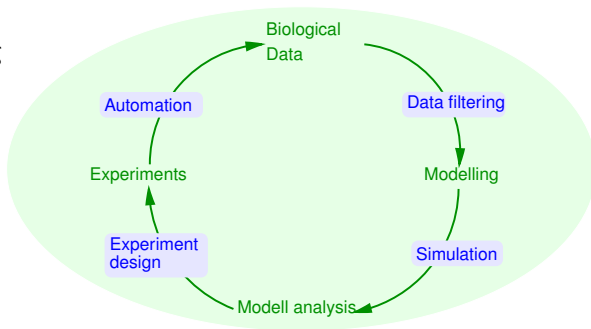 Biological
Data
Automation
Data filtering
Experiments
Modelling
Experiment
design
Simulation
Modell analysis